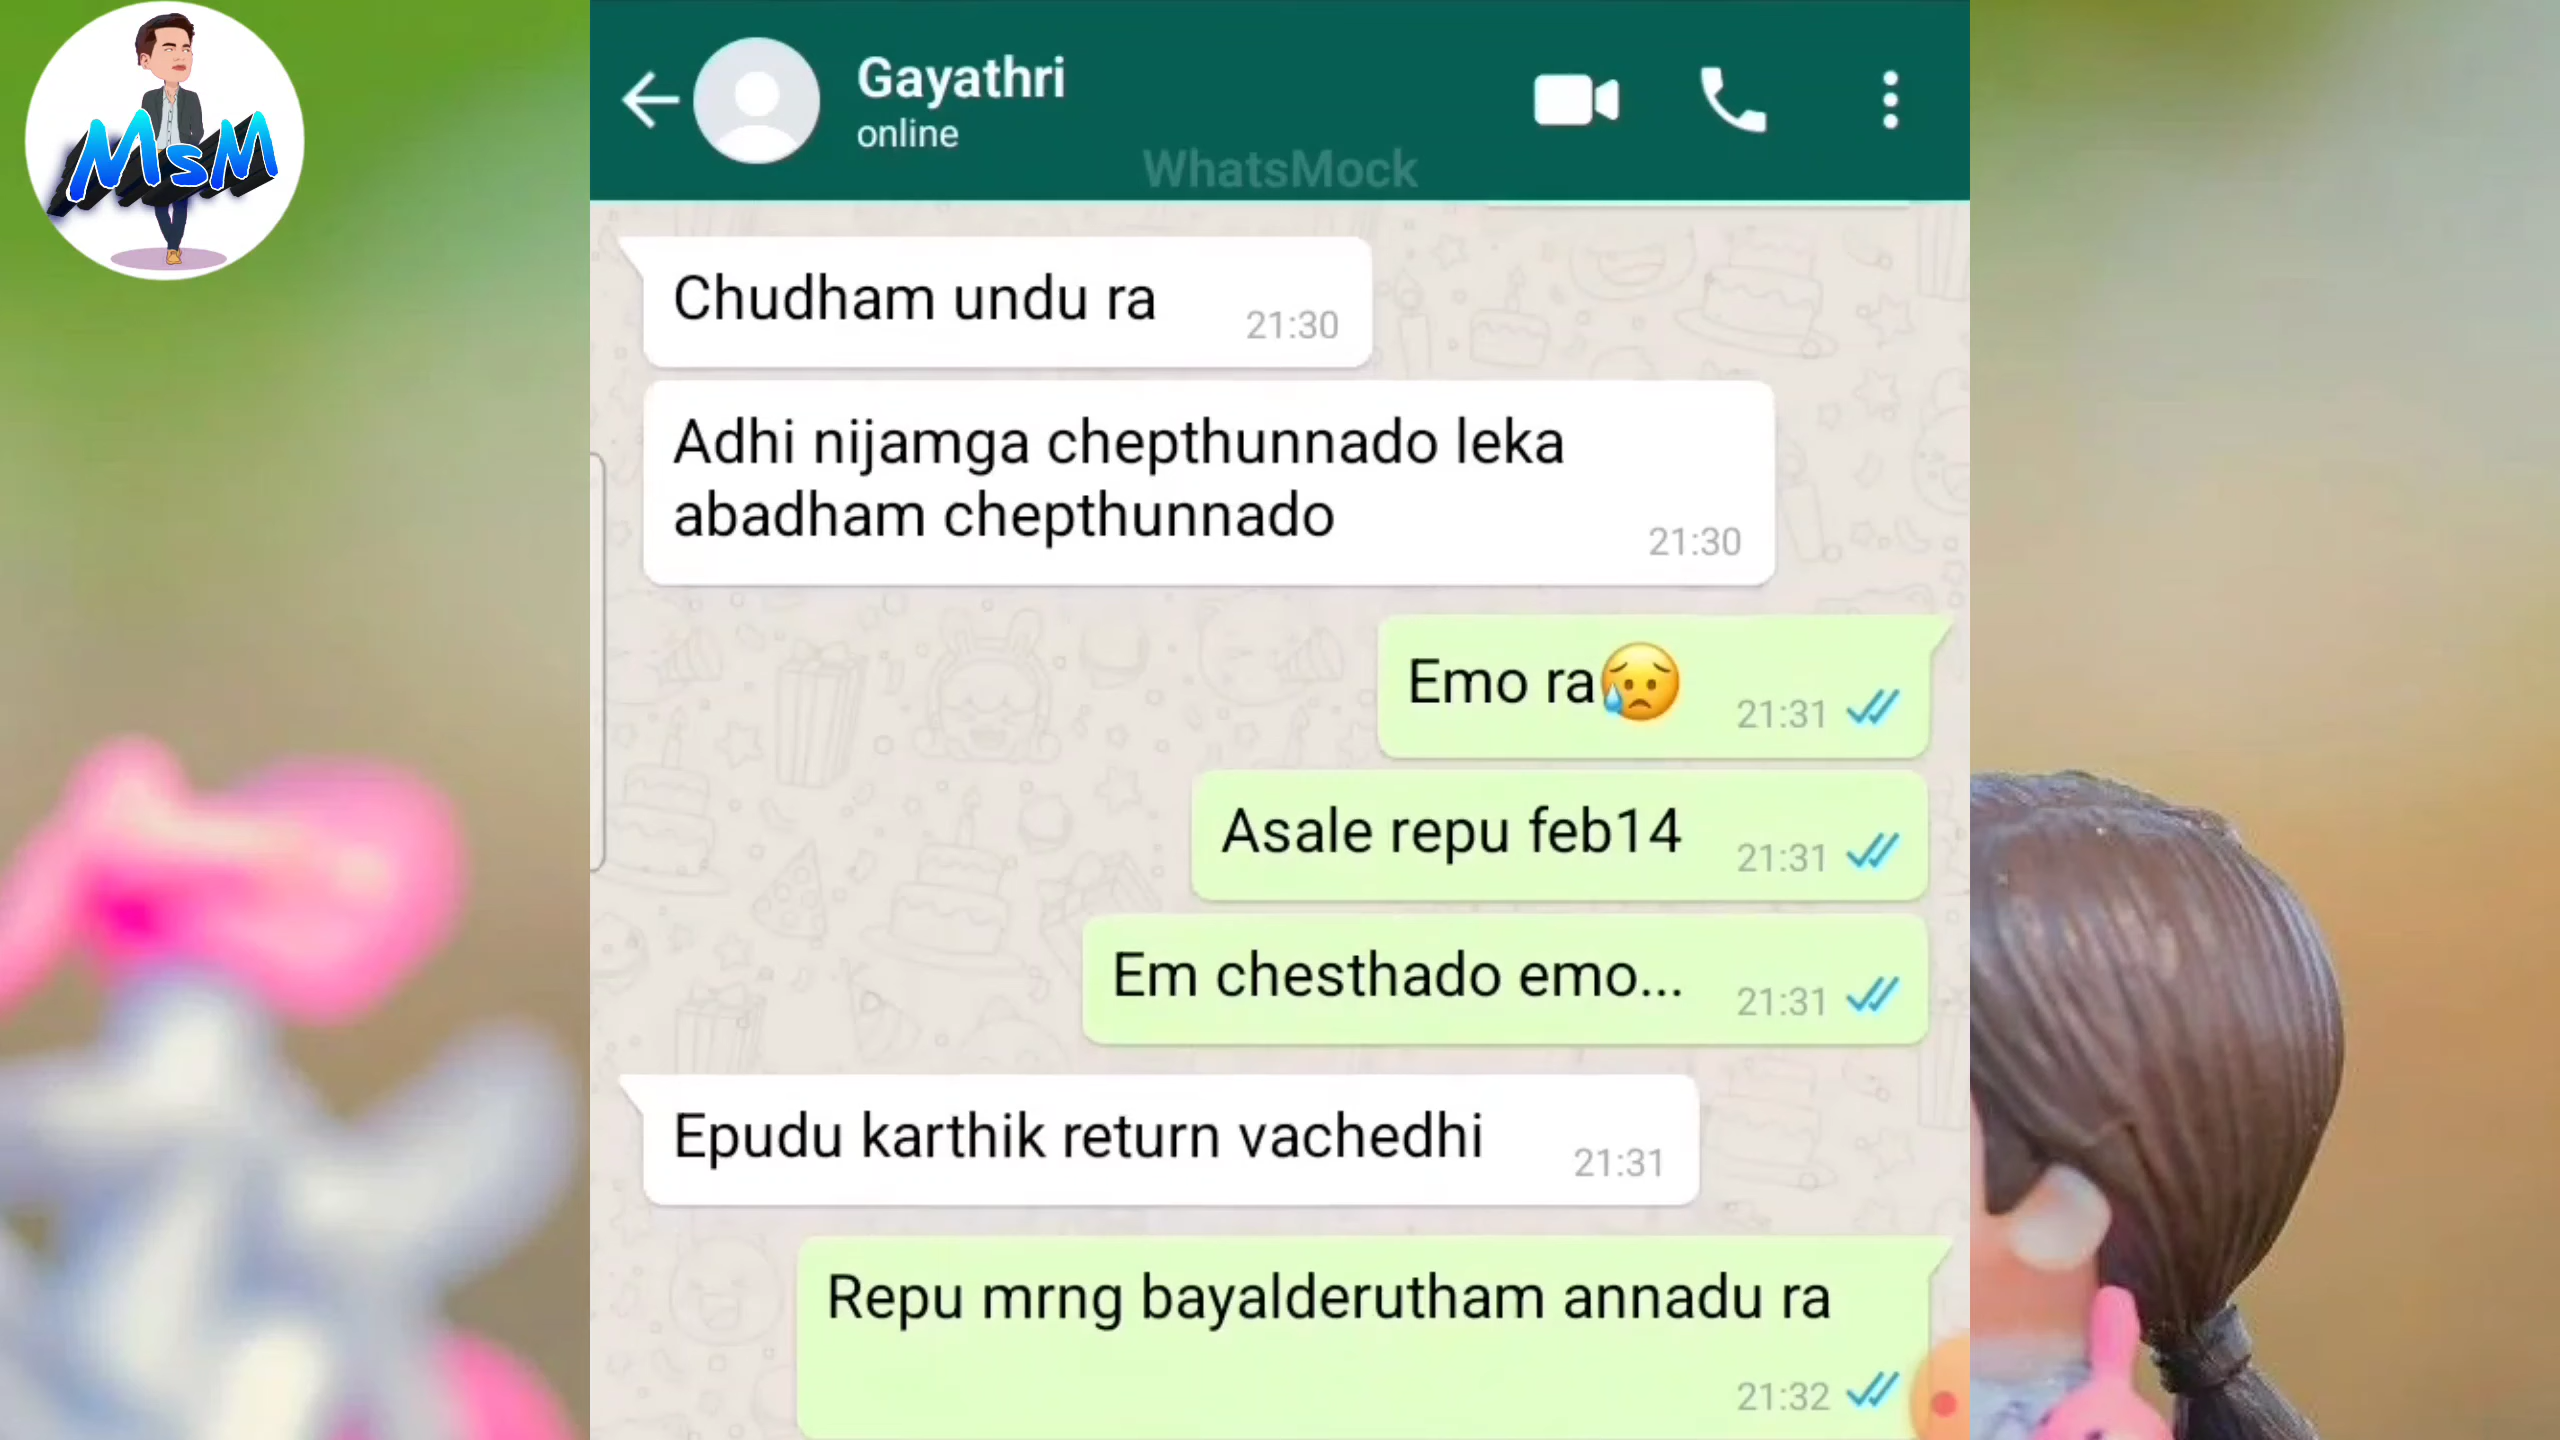 MsM
Gayathri
online
WhatsMock
Chudham undu ra
21:30
Adhi nijamga chepthunnado leka
abadham chepthunnado
21:30
Emo ra😥
21:31
Asale repu feb14
21:31
Em chesthado emo...
21:31
Epudu karthik return vachedhi
21:31
Repu mrng bayalderutham annadu ra
21:32